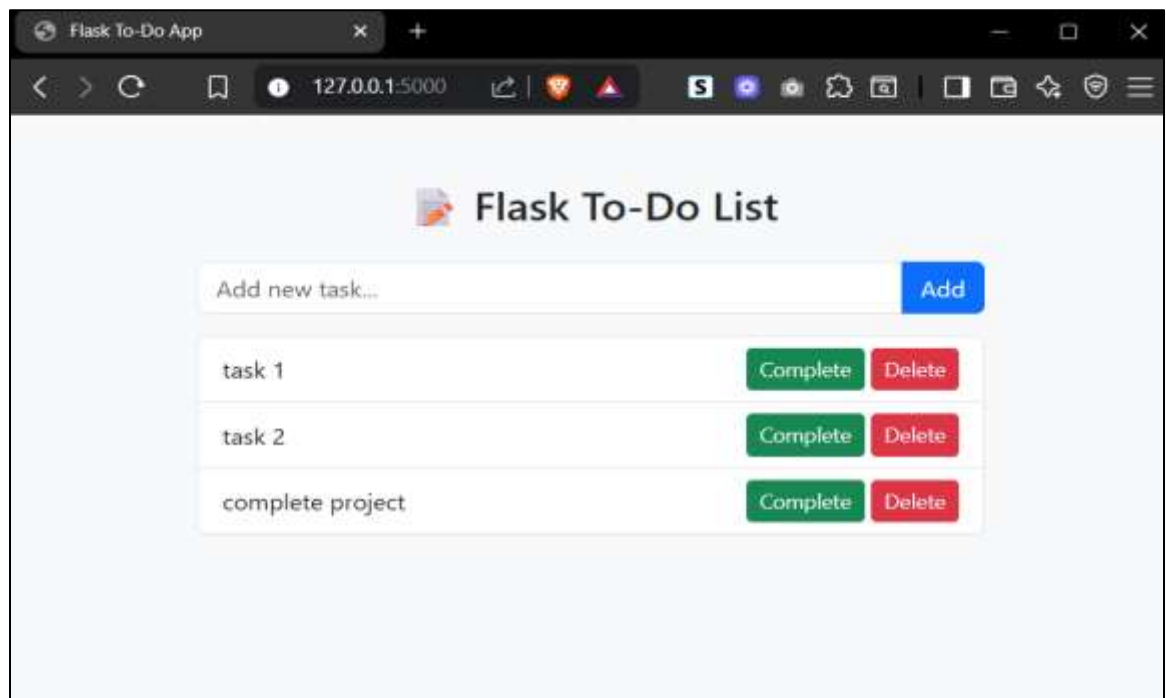 Flask To-Do App
127.0.0.1:5000
S
Flask To-Do List
Add new task... Add
task 1 Complete Delete
task 2 Complete Delete
complete project Complete Delete